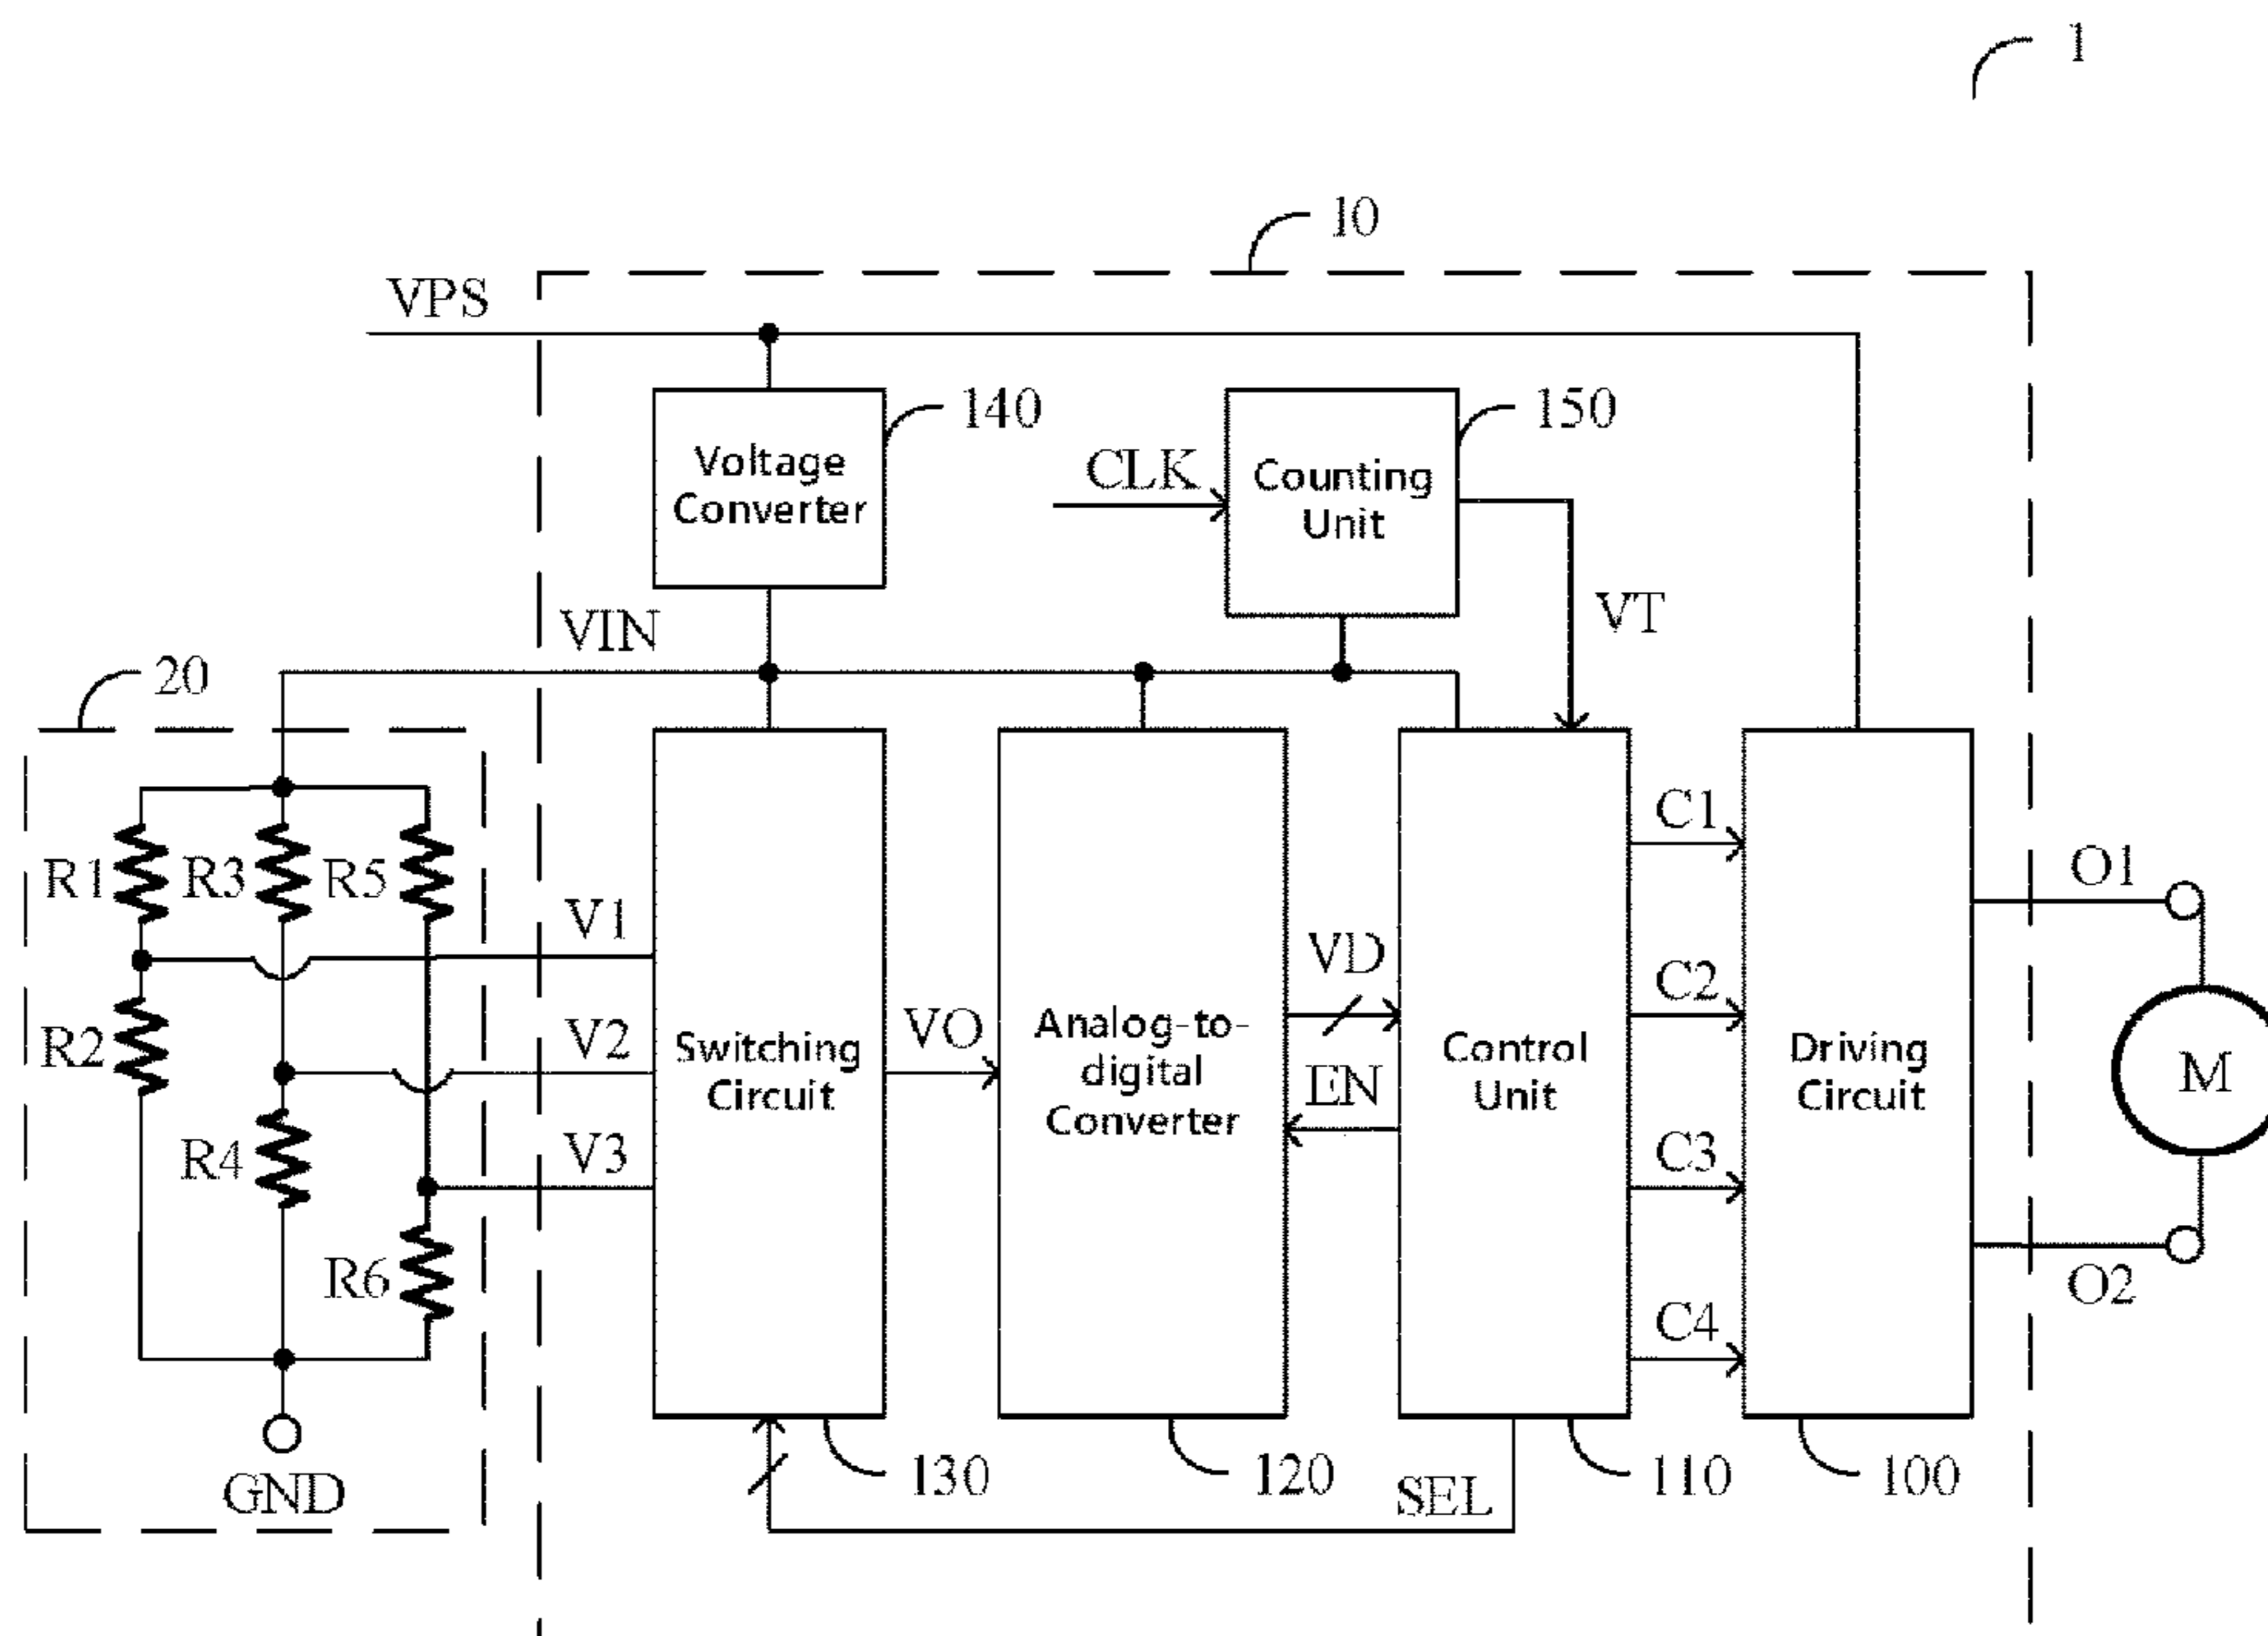 1
10
VPS
140
150
Voltage
Converter
CLK
Counting
Unit
VIN
VT
20
C1
R1
R3
R5
O1
V1
VD
C2
R2
V2
VO
Switching
Circuit
Analog-to-
digital
Converter
EN
Control
Unit
Driving
Circuit
M
V3
R4
C3
R6
O2
C4
GND
130
120
SEL
110
100